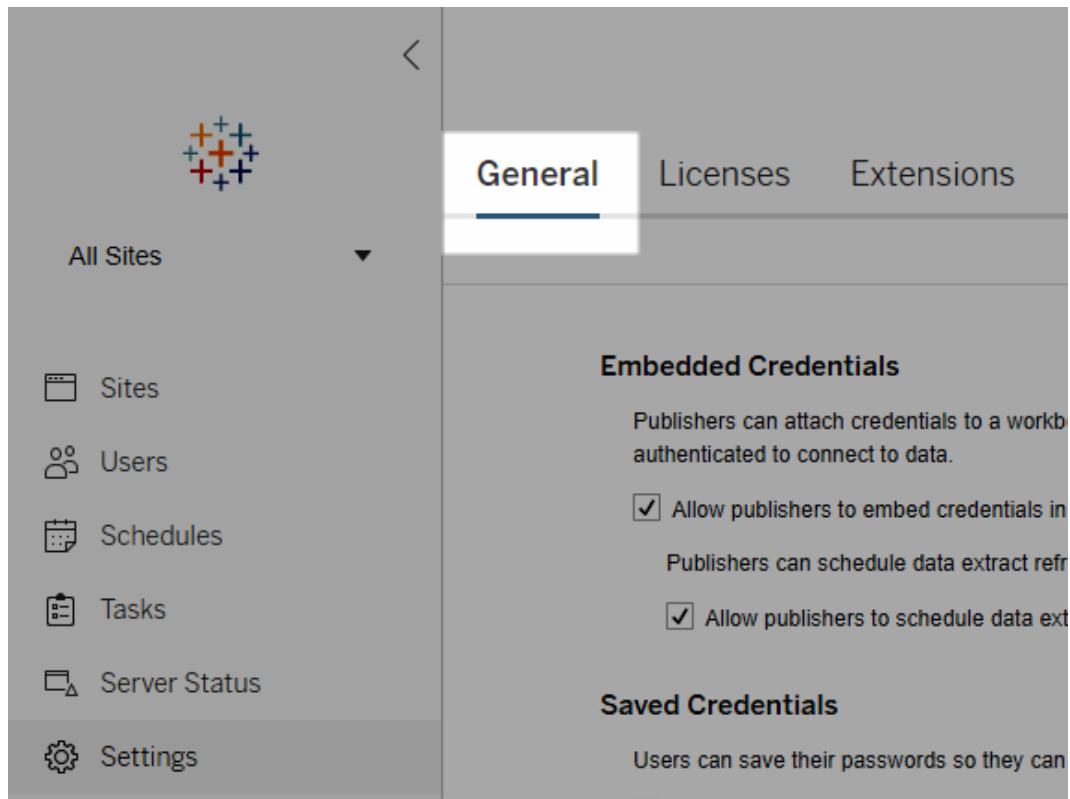 General
Licenses
Extensions
All Sites
Sites
Users
Schedules
Tasks
Server Status
Settings
Embedded Credentials
Publishers can attach credentials to a workb
authenticated to connect to data.
Allow publishers to embed credentials in
Publishers can schedule data extract refr
Allow publishers to schedule data ext
Saved Credentials
Users can save their passwords so they can